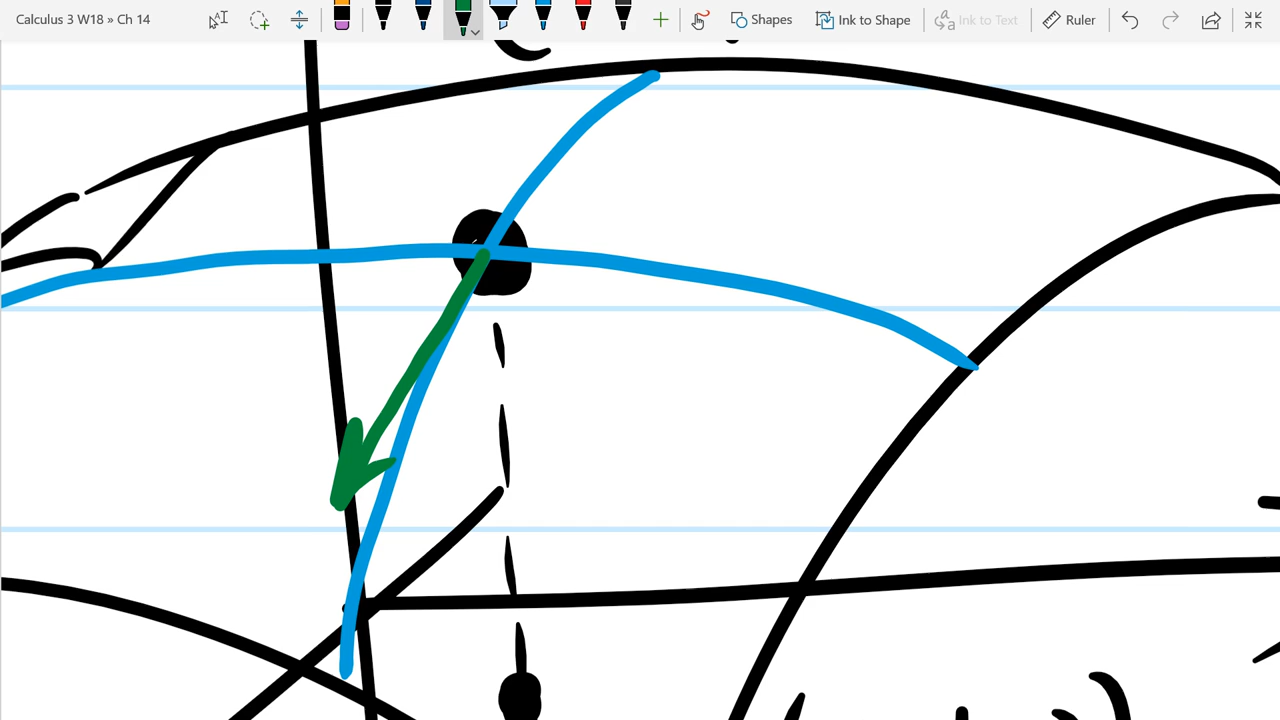 Calculus 3 W18 » Ch 14
Shapes
Ink to Shape
Ink to Text
Ruler